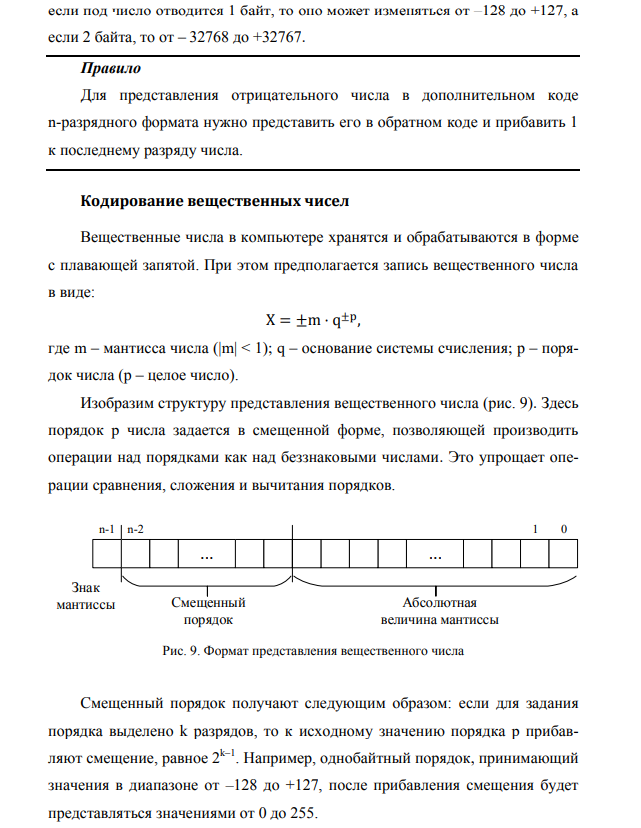 если под число отводится 1 байт, то оно может изменяться от –128 до +127, а
если 2 байта, то от – 32768 до +32767.
Правило
Для представления отрицательного числа в дополнительном коде
n-разрядного формата нужно представить его в обратном коде и прибавить 1
к последнему разряду числа.
Кодирование вещественных чисел
Вещественные числа в компьютере хранятся и обрабатываются в форме
с плавающей запятой. При этом предполагается запись вещественного числа
в виде:
X = ±m · q^±p,
где m – мантисса числа (|m| < 1); q – основание системы счисления; p – поря-
док числа (p – целое число).
Изобразим структуру представления вещественного числа (рис. 9). Здесь
порядок p числа задается в смещенной форме, позволяющей производить
операции над порядками как над беззнаковыми числами. Это упрощает опе-
рации сравнения, сложения и вычитания порядков.
n-1 n-2 1 0
... ...
Знак
мантиссы
Смещенный
порядок
Абсолютная
величина мантиссы
Рис. 9. Формат представления вещественного числа
Смещенный порядок получают следующим образом: если для задания
порядка выделено k разрядов, то к исходному значению порядка p прибав-
ляют смещение, равное 2^k–1. Например, однобайтный порядок, принимающий
значения в диапазоне от –128 до +127, после прибавления смещения будет
представляться значениями от 0 до 255.